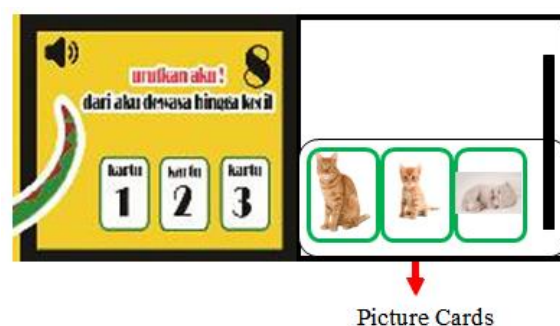 8
urutkan aku !
dari aku dewasa hingga kecil
kartu kartu kartu
1 2 3
Picture Cards